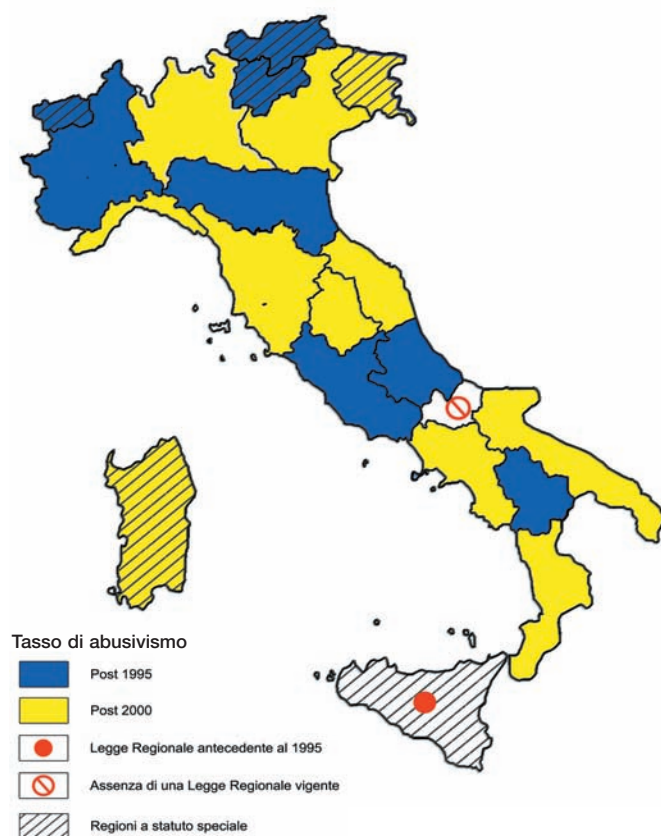 Tasso di abusivismo
Post 1995
Post 2000
Legge Regionale antecedente al 1995
Assenza di una Legge Regionale vigente
Regioni a statuto speciale